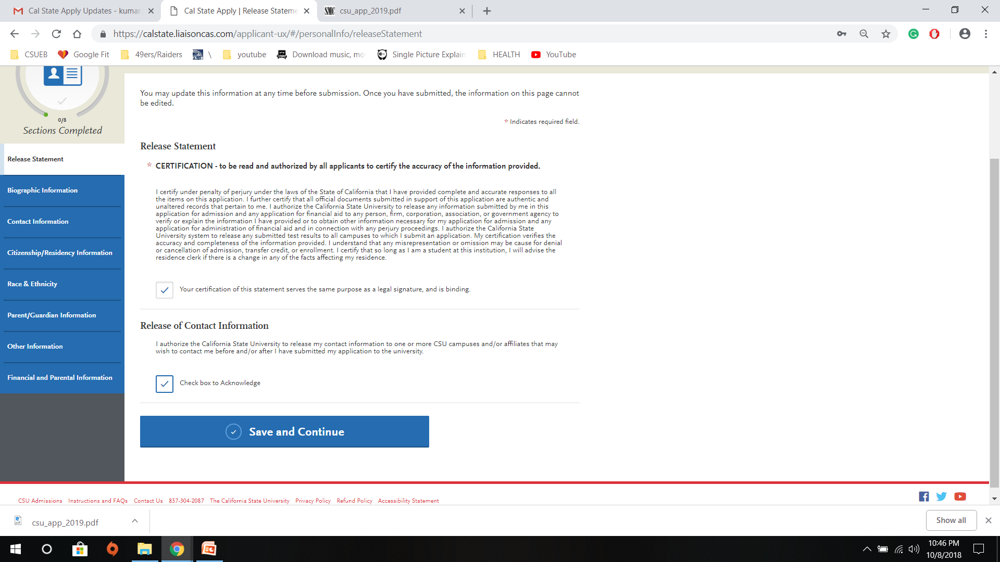 Cal State Apply Updates - kumar
Cal State Apply | Release Stateme
SMC csu_app_2019.pdf
https://calstate.liaisoncas.com/applicant-ux/#/personalInfo/releaseStatement
CSUEB
Google Fit
49ers/Raiders
\
youtube
Download music, mo
Single Picture Explain
HEALTH
YouTube
0/8
Sections Completed
Release Statement
Biographic Information
Contact Information
Citizenship/Residency Information
Race & Ethnicity
Parent/Guardian Information
Other Information
Financial and Parental Information
You may update this information at any time before submission. Once you have submitted, the information on this page cannot
be edited.
* Indicates required field.
Release Statement
* CERTIFICATION - to be read and authorized by all applicants to certify the accuracy of the information provided.
I certify under penalty of perjury under the laws of the State of California that I have provided complete and accurate responses to all
the items on this application. I further certify that all official documents submitted in support of this application are authentic and
unaltered records that pertain to me. I authorize the California State University to release any information submitted by me in this
application for admission and any application for financial aid to any person, firm, corporation, association, or government agency to
verify or explain the information I have provided or to obtain other information necessary for my application for admission and any
application for administration of financial aid and in connection with any perjury proceedings. I authorize the California State
University system to release any submitted test results to all campuses to which I submit an application. My certification verifies the
accuracy and completeness of the information provided. I understand that any misrepresentation or omission may be cause for denial
or cancellation of admission, transfer credit, or enrollment. I certify that so long as I am a student at this institution, I will advise the
residence clerk if there is a change in any of the facts affecting my residence.
Your certification of this statement serves the same purpose as a legal signature, and is binding.
Release of Contact Information
I authorize the California State University to release my contact information to one or more CSU campuses and/or affiliates that may
wish to contact me before and/or after I have submitted my application to the university.
Check box to Acknowledge
Save and Continue
CSU Admissions Instructions and FAQs Contact Us 857-304-2087 The California State University Privacy Policy Refund Policy Accessibility Statement
csu_app_2019.pdf
Show all
10:46 PM
10/8/2018